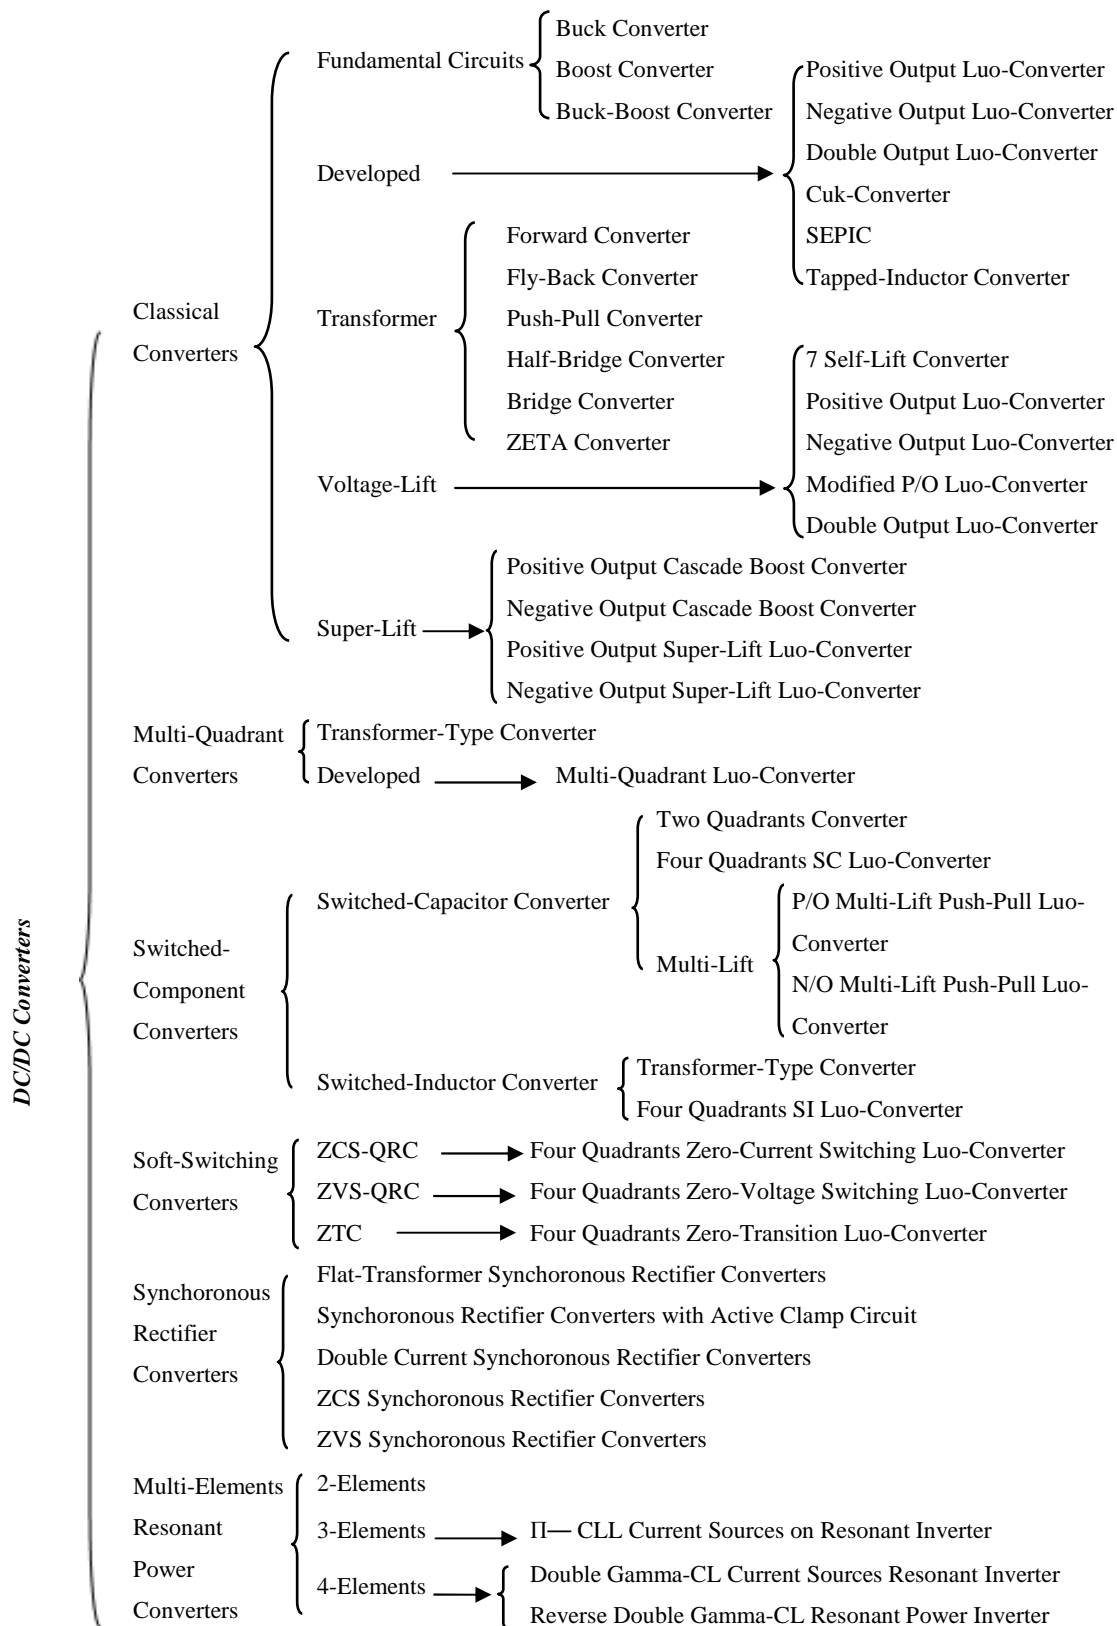 DC/DC Converters
Classical
Converters
Fundamental Circuits
Buck Converter
Boost Converter
Buck-Boost Converter
Developed
Positive Output Luo-Converter
Negative Output Luo-Converter
Double Output Luo-Converter
Cuk-Converter
SEPIC
Tapped-Inductor Converter
Transformer
Forward Converter
Fly-Back Converter
Push-Pull Converter
Half-Bridge Converter
Bridge Converter
ZETA Converter
Voltage-Lift
7 Self-Lift Converter
Positive Output Luo-Converter
Negative Output Luo-Converter
Modified P/O Luo-Converter
Double Output Luo-Converter
Super-Lift
Positive Output Cascade Boost Converter
Negative Output Cascade Boost Converter
Positive Output Super-Lift Luo-Converter
Negative Output Super-Lift Luo-Converter
Multi-Quadrant
Converters
Transformer-Type Converter
Developed
Multi-Quadrant Luo-Converter
Switched-
Component
Converters
Switched-Capacitor Converter
Two Quadrants Converter
Four Quadrants SC Luo-Converter
Multi-Lift
P/O Multi-Lift Push-Pull Luo-
Converter
N/O Multi-Lift Push-Pull Luo-
Converter
Switched-Inductor Converter
Transformer-Type Converter
Four Quadrants SI Luo-Converter
Soft-Switching
Converters
ZCS-QRC
Four Quadrants Zero-Current Switching Luo-Converter
ZVS-QRC
Four Quadrants Zero-Voltage Switching Luo-Converter
ZTC
Four Quadrants Zero-Transition Luo-Converter
Synchoronous
Rectifier
Converters
Flat-Transformer Synchoronous Rectifier Converters
Synchoronous Rectifier Converters with Active Clamp Circuit
Double Current Synchoronous Rectifier Converters
ZCS Synchoronous Rectifier Converters
ZVS Synchoronous Rectifier Converters
Multi-Elements
Resonant
Power
Converters
2-Elements
3-Elements
Π— CLL Current Sources on Resonant Inverter
4-Elements
Double Gamma-CL Current Sources Resonant Inverter
Reverse Double Gamma-CL Resonant Power Inverter